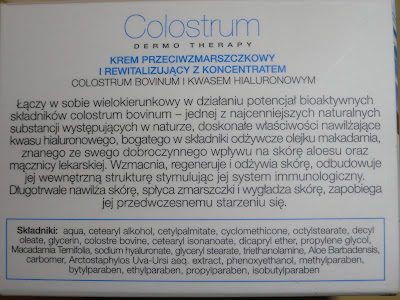 Colostrum
DERMO THERAPY
KREM PRZECIWZMARSZCZKOWY
I REWITALIZUJĄCY Z KONCENTRATEM
COLOSTRUM BOVINUM I KWASEM HIALURONOWYM
Łączy w sobie wielokierunkowy w działaniu potencjał bioaktywnych
składników colostrum bovinum – jednej z najcenniejszych naturalnych
substancji występujących w naturze, doskonałe właściwości nawilżające
kwasu hialuronowego, bogatego w składniki odżywcze olejku makadamia,
znanego ze swego dobroczynnego wpływu na skórę aloesu oraz
mącznicy lekarskiej. Wzmacnia, regeneruje i odżywia skórę, odbudowuje
jej wewnętrzną strukturę stymulując jej system immunologiczny.
Długotrwale nawilża skórę, spłyca zmarszczki i wygładza skórę, zapobiega
jej przedwczesnemu starzeniu się.
Składniki: aqua, cetearyl alcohol, cetylpalmitate, cyclomethicone, octylstearate, decyl
oleate, glycerin, colostre bovine, cetearyl isononaote, dicapryl ether, propylene glycol,
Macadamia Ternifolia, sodium hyaluronate, glyceryl stearate, triethanolamine, Aloe Barbadensis,
carbomer, Arctostaphylos Uva-Ursi aeq. extract, phenoxyethanol, methylparaben,
bytylparaben, ethylparaben, propylparaben, isobutylparaben